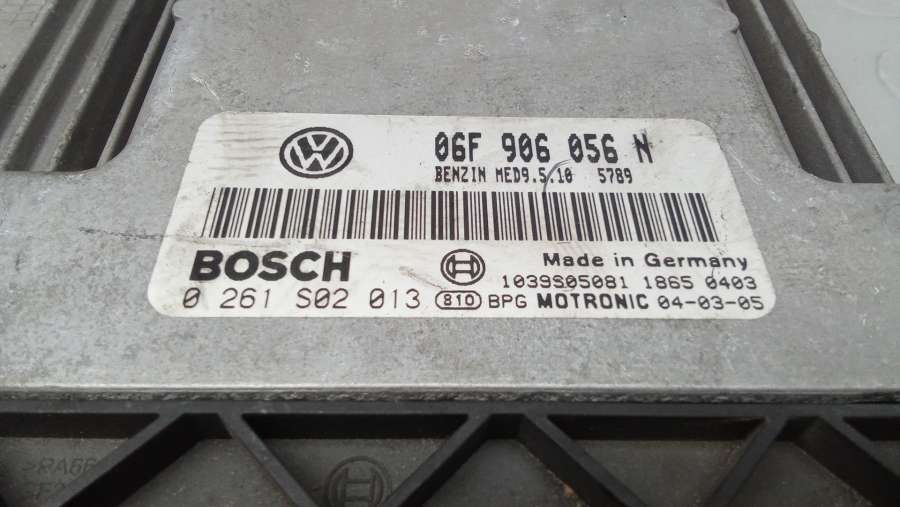 06F 906 056 N
BENZIN MED9.5.10 5789
BOSCH
Made in Germany
1039S05081 1865 0403
0 261 S02 013 810 BPG MOTRONIC 04-03-05
>PA66